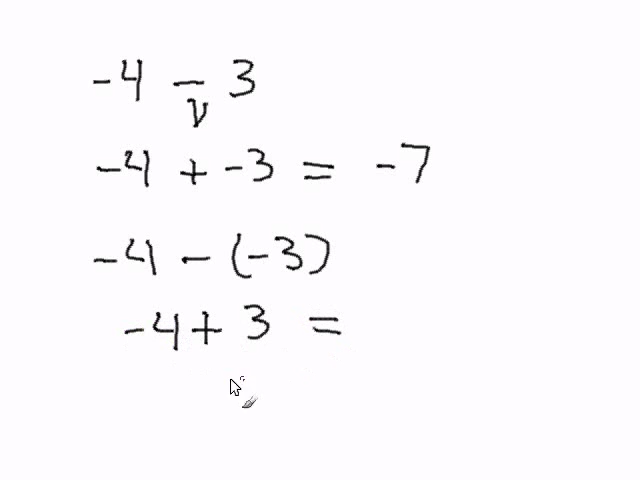 -4 - 3
-4 + -3 = -7
-4 - (-3)
-4 + 3 =